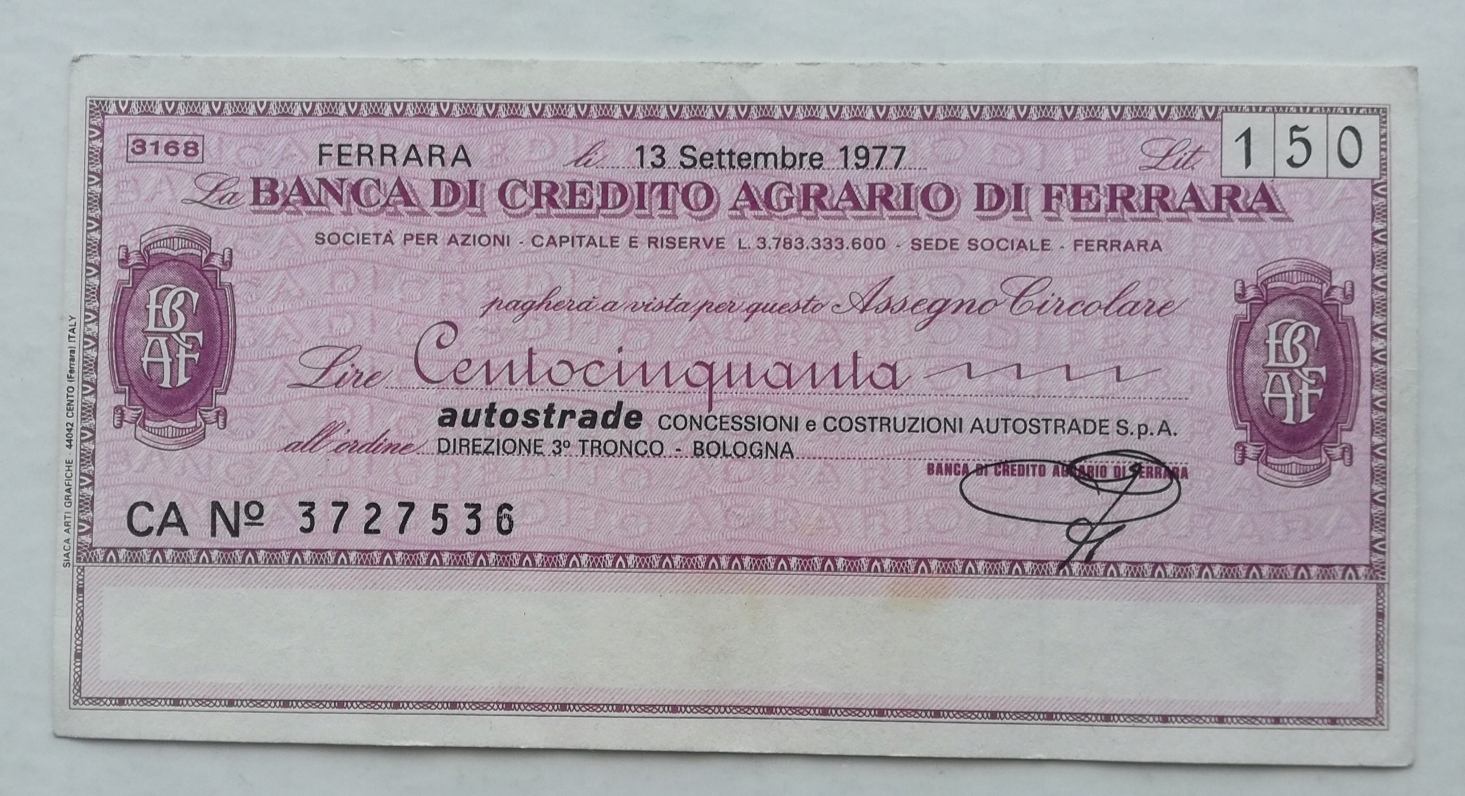 3168 FERRARA li 13 Settembre 1977 Lit. 150
La BANCA DI CREDITO AGRARIO DI FERRARA
SOCIETÀ PER AZIONI - CAPITALE E RISERVE L. 3.783.333.600 - SEDE SOCIALE - FERRARA
pagherà a vista per questo Assegno Circolare
BCAF
BCAF
Lire Centocinquanta
autostrade CONCESSIONI e COSTRUZIONI AUTOSTRADE S.p.A.
all'ordine DIREZIONE 3º TRONCO - BOLOGNA
BANCA DI CREDITO AGRARIO DI FERRARA
CA Nº 3727536
SIACA ARTI GRAFICHE - 44042 CENTO (Ferrara) ITALY